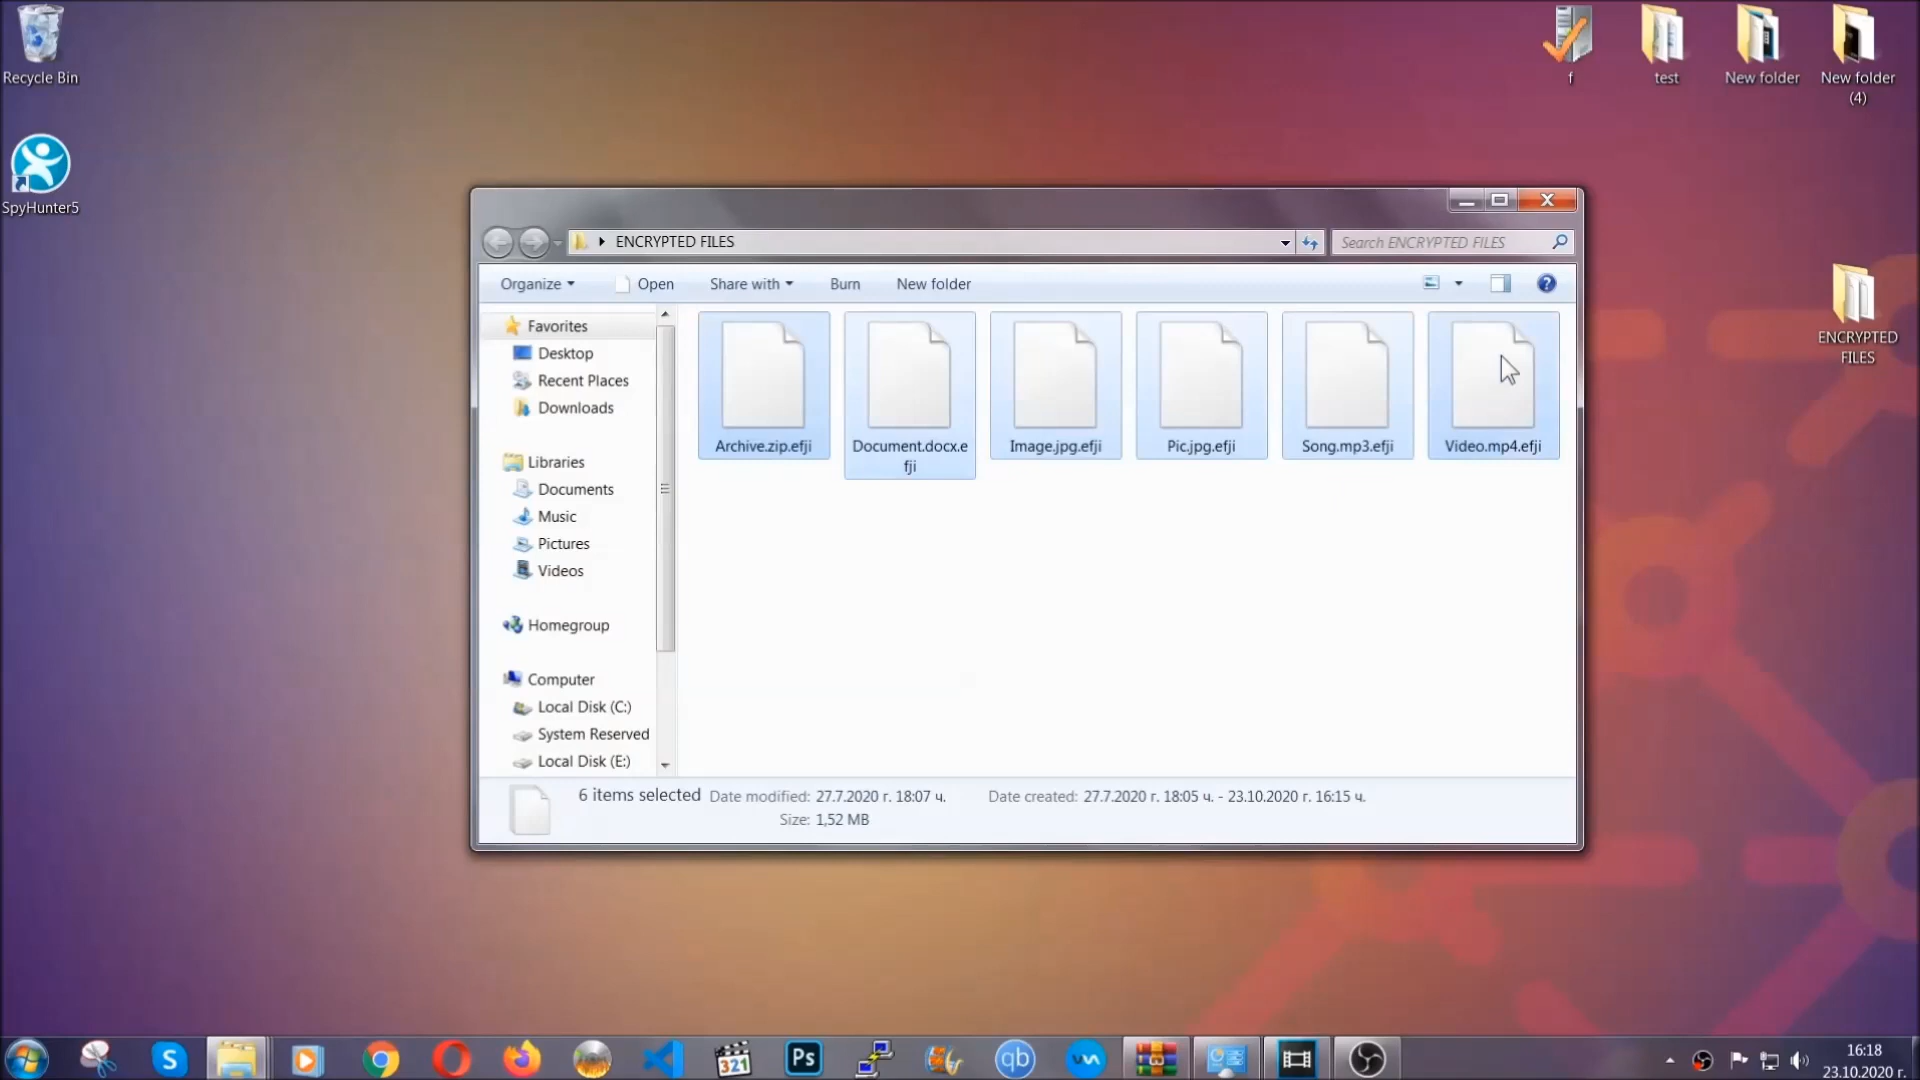 Recycle Bin
SpyHunter5
f
test
New folder
New folder
(4)
ENCRYPTED
FILES
ENCRYPTED FILES
Search ENCRYPTED FILES
Organize
Open
Share with
Burn
New folder
Favorites
Desktop
Recent Places
Downloads
Libraries
Documents
Music
Pictures
Videos
Homegroup
Computer
Local Disk (C:)
System Reserved
Local Disk (E:)
Archive.zip.efji
Document.docx.e
fji
Image.jpg.efji
Pic.jpg.efji
Song.mp3.efji
Video.mp4.efji
6 items selected Date modified: 27.7.2020 г. 18:07 ч. Date created: 27.7.2020 г. 18:05 ч. - 23.10.2020 г. 16:15 ч.
Size: 1,52 MB
S
321
Ps
qb
16:18
23.10.2020 г.